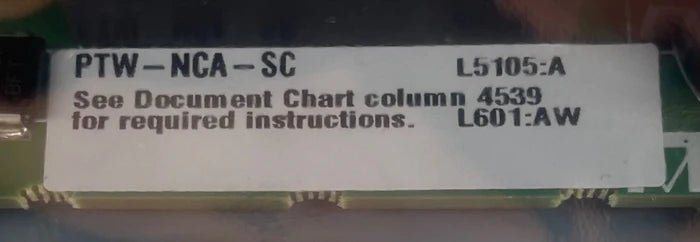 PTW-NCA-SC L5105:A
See Document Chart column 4539
for required instructions. L601:AW